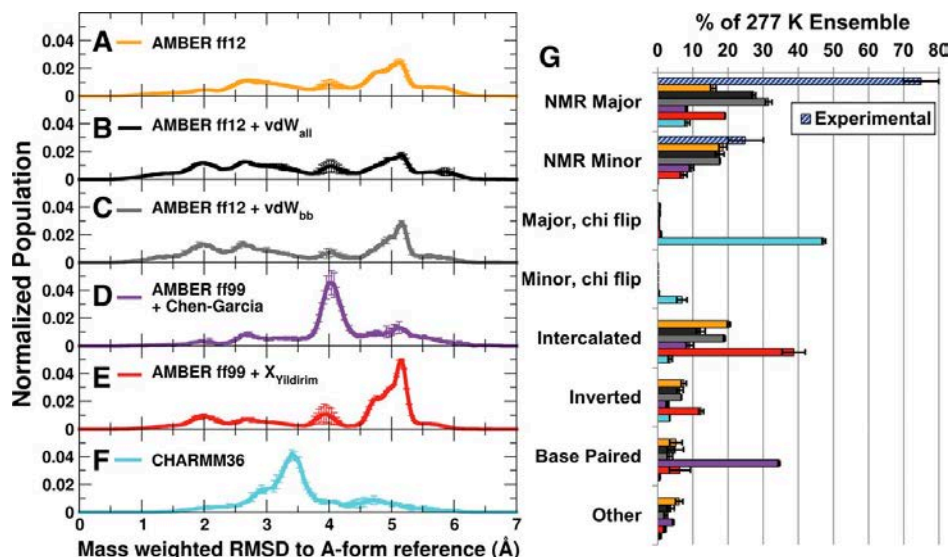 A
AMBER ff12
B
AMBER ff12 + vdWall
C
AMBER ff12 + vdWbb
D
AMBER ff99
+ Chen-Garcia
E
AMBER ff99 + XYildirim
F
CHARMM36
0.04
0.02
0
0.04
0.02
0
0.04
0.02
0
0.04
0.02
0
0.04
0.02
0
0.04
0.02
0
Normalized Population
0 1 2 3 4 5 6 7
Mass weighted RMSD to A-form reference (Å)
G
% of 277 K Ensemble
0 10 20 30 40 50 60 70 80
Experimental
NMR Major
NMR Minor
Major, chi flip
Minor, chi flip
Intercalated
Inverted
Base Paired
Other